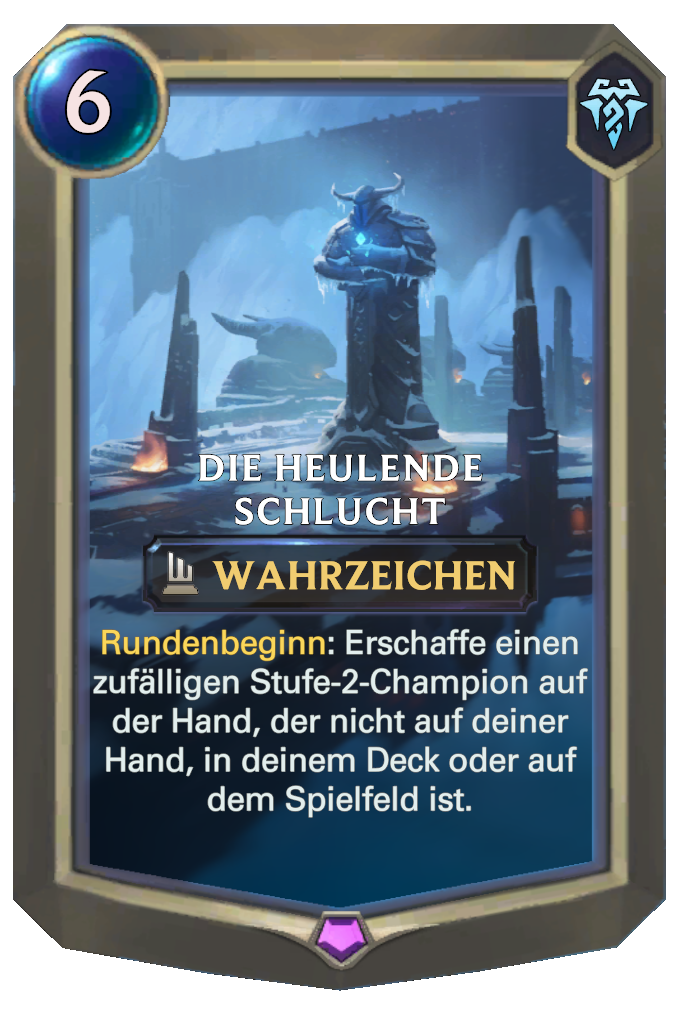 6
DIE HEULENDE
SCHLUCHT
WAHRZEICHEN
Rundenbeginn: Erschaffe einen
zufälligen Stufe-2-Champion auf
der Hand, der nicht auf deiner
Hand, in deinem Deck oder auf
dem Spielfeld ist.